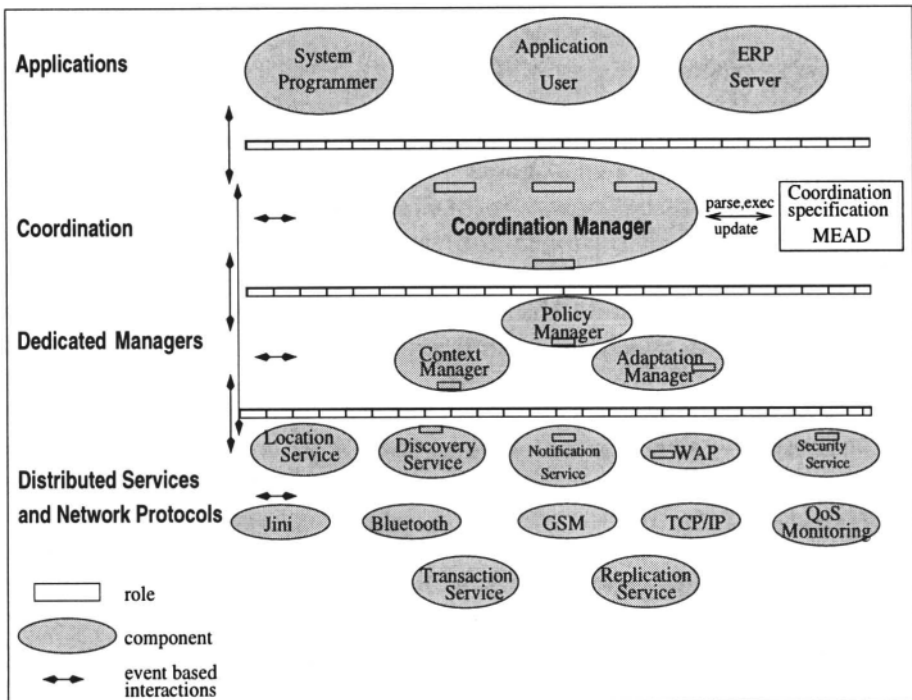 Applications
System
Programmer
Application
User
ERP
Server
Coordination
Coordination Manager
parse,exec
update
Coordination
specification
MEAD
Dedicated Managers
Policy
Manager
Context
Manager
Adaptation
Manager
Distributed Services
and Network Protocols
Location
Service
Discovery
Service
Notification
Service
WAP
Security
Service
Jini
Bluetooth
GSM
TCP/IP
QoS
Monitoring
Transaction
Service
Replication
Service
role
component
event based
interactions